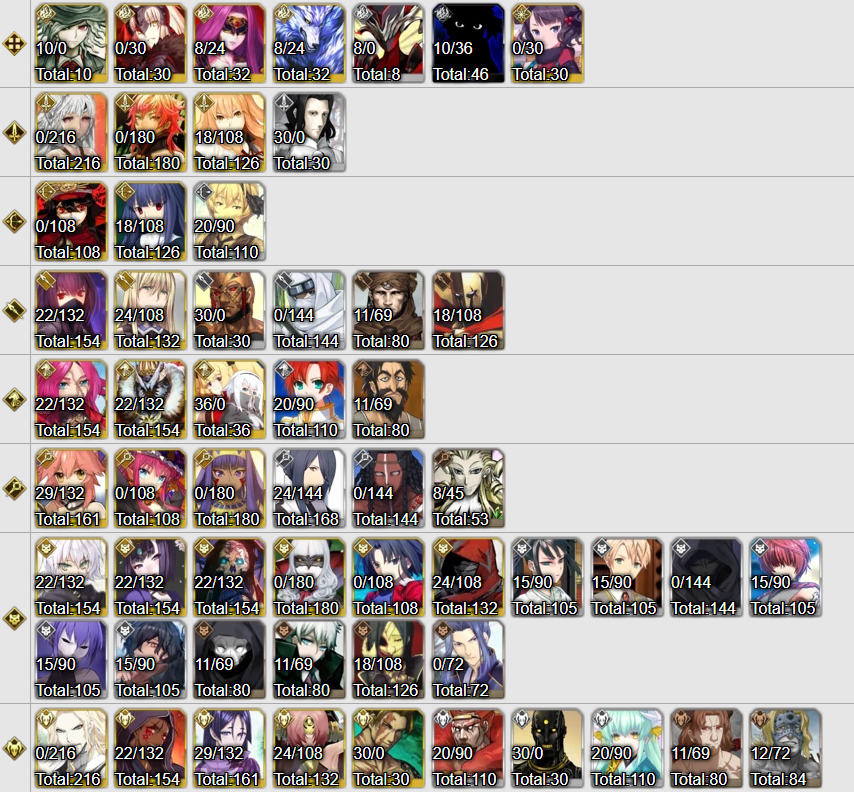 10/0 0/30 8/24 8/24 8/0 10/36 0/30
Total:10 Total:30 Total:32 Total:32 Total:8 Total:46 Total:30
0/216 0/180 18/108 30/0
Total:216 Total:180 Total:126 Total:30
0/108 18/108 20/90
Total:108 Total:126 Total:110
22/132 24/108 30/0 0/144 11/69 18/108
Total:154 Total:132 Total:30 Total:144 Total:80 Total:126
22/132 22/132 36/0 20/90 11/69
Total:154 Total:154 Total:36 Total:110 Total:80
29/132 0/108 0/180 24/144 0/144 8/45
Total:161 Total:108 Total:180 Total:168 Total:144 Total:53
22/132 22/132 22/132 0/180 0/108 24/108 15/90 15/90 0/144 15/90
Total:154 Total:154 Total:154 Total:180 Total:108 Total:132 Total:105 Total:105 Total:144 Total:105
15/90 15/90 11/69 11/69 18/108 0/72
Total:105 Total:105 Total:80 Total:80 Total:126 Total:72
0/216 22/132 29/132 24/108 30/0 20/90 30/0 20/90 11/69 12/72
Total:216 Total:154 Total:161 Total:132 Total:30 Total:110 Total:30 Total:110 Total:80 Total:84